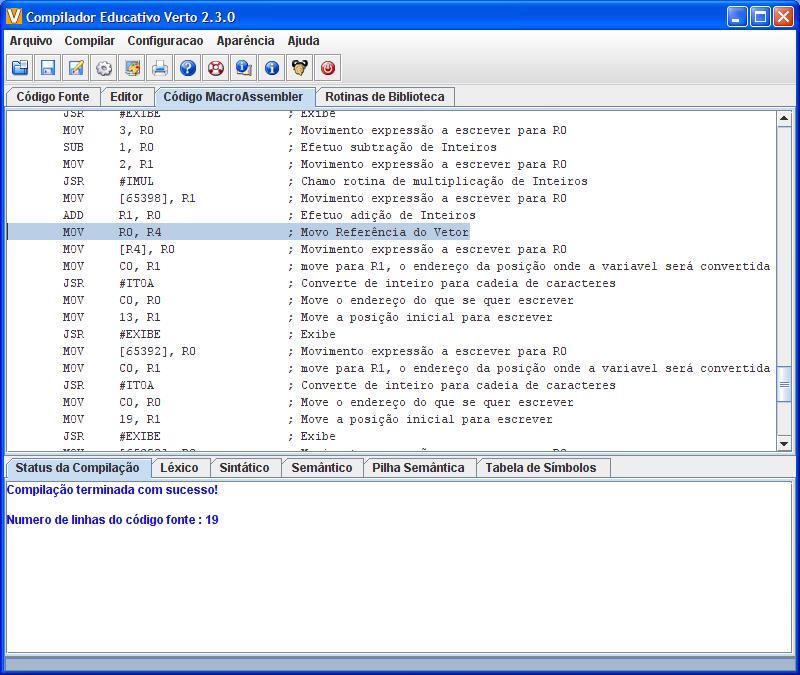 Compilador Educativo Verto 2.3.0
Arquivo Compilar Configuracao Aparência Ajuda
Código Fonte Editor Código MacroAssembler Rotinas de Biblioteca
JSR #EXIBE ; Exibe
MOV 3, R0 ; Movimento expressão a escrever para R0
SUB 1, R0 ; Efetuo subtração de Inteiros
MOV 2, R1 ; Movimento expressão a escrever para R0
JSR #IMUL ; Chamo rotina de multiplicação de Inteiros
MOV [65398], R1 ; Movimento expressão a escrever para R0
ADD R1, R0 ; Efetuo adição de Inteiros
MOV R0, R4 ; Movo Referência do Vetor
MOV [R4], R0 ; Movimento expressão a escrever para R0
MOV C0, R1 ; move para R1, o endereço da posição onde a variavel será convertida
JSR #ITOA ; Converte de inteiro para cadeia de caracteres
MOV C0, R0 ; Move o endereço do que se quer escrever
MOV 13, R1 ; Move a posição inicial para escrever
JSR #EXIBE ; Exibe
MOV [65392], R0 ; Movimento expressão a escrever para R0
MOV C0, R1 ; move para R1, o endereço da posição onde a variavel será convertida
JSR #ITOA ; Converte de inteiro para cadeia de caracteres
MOV C0, R0 ; Move o endereço do que se quer escrever
MOV 19, R1 ; Move a posição inicial para escrever
JSR #EXIBE ; Exibe
Status da Compilação Léxico Sintático Semântico Pilha Semântica Tabela de Símbolos
Compilação terminada com sucesso!
Numero de linhas do código fonte : 19